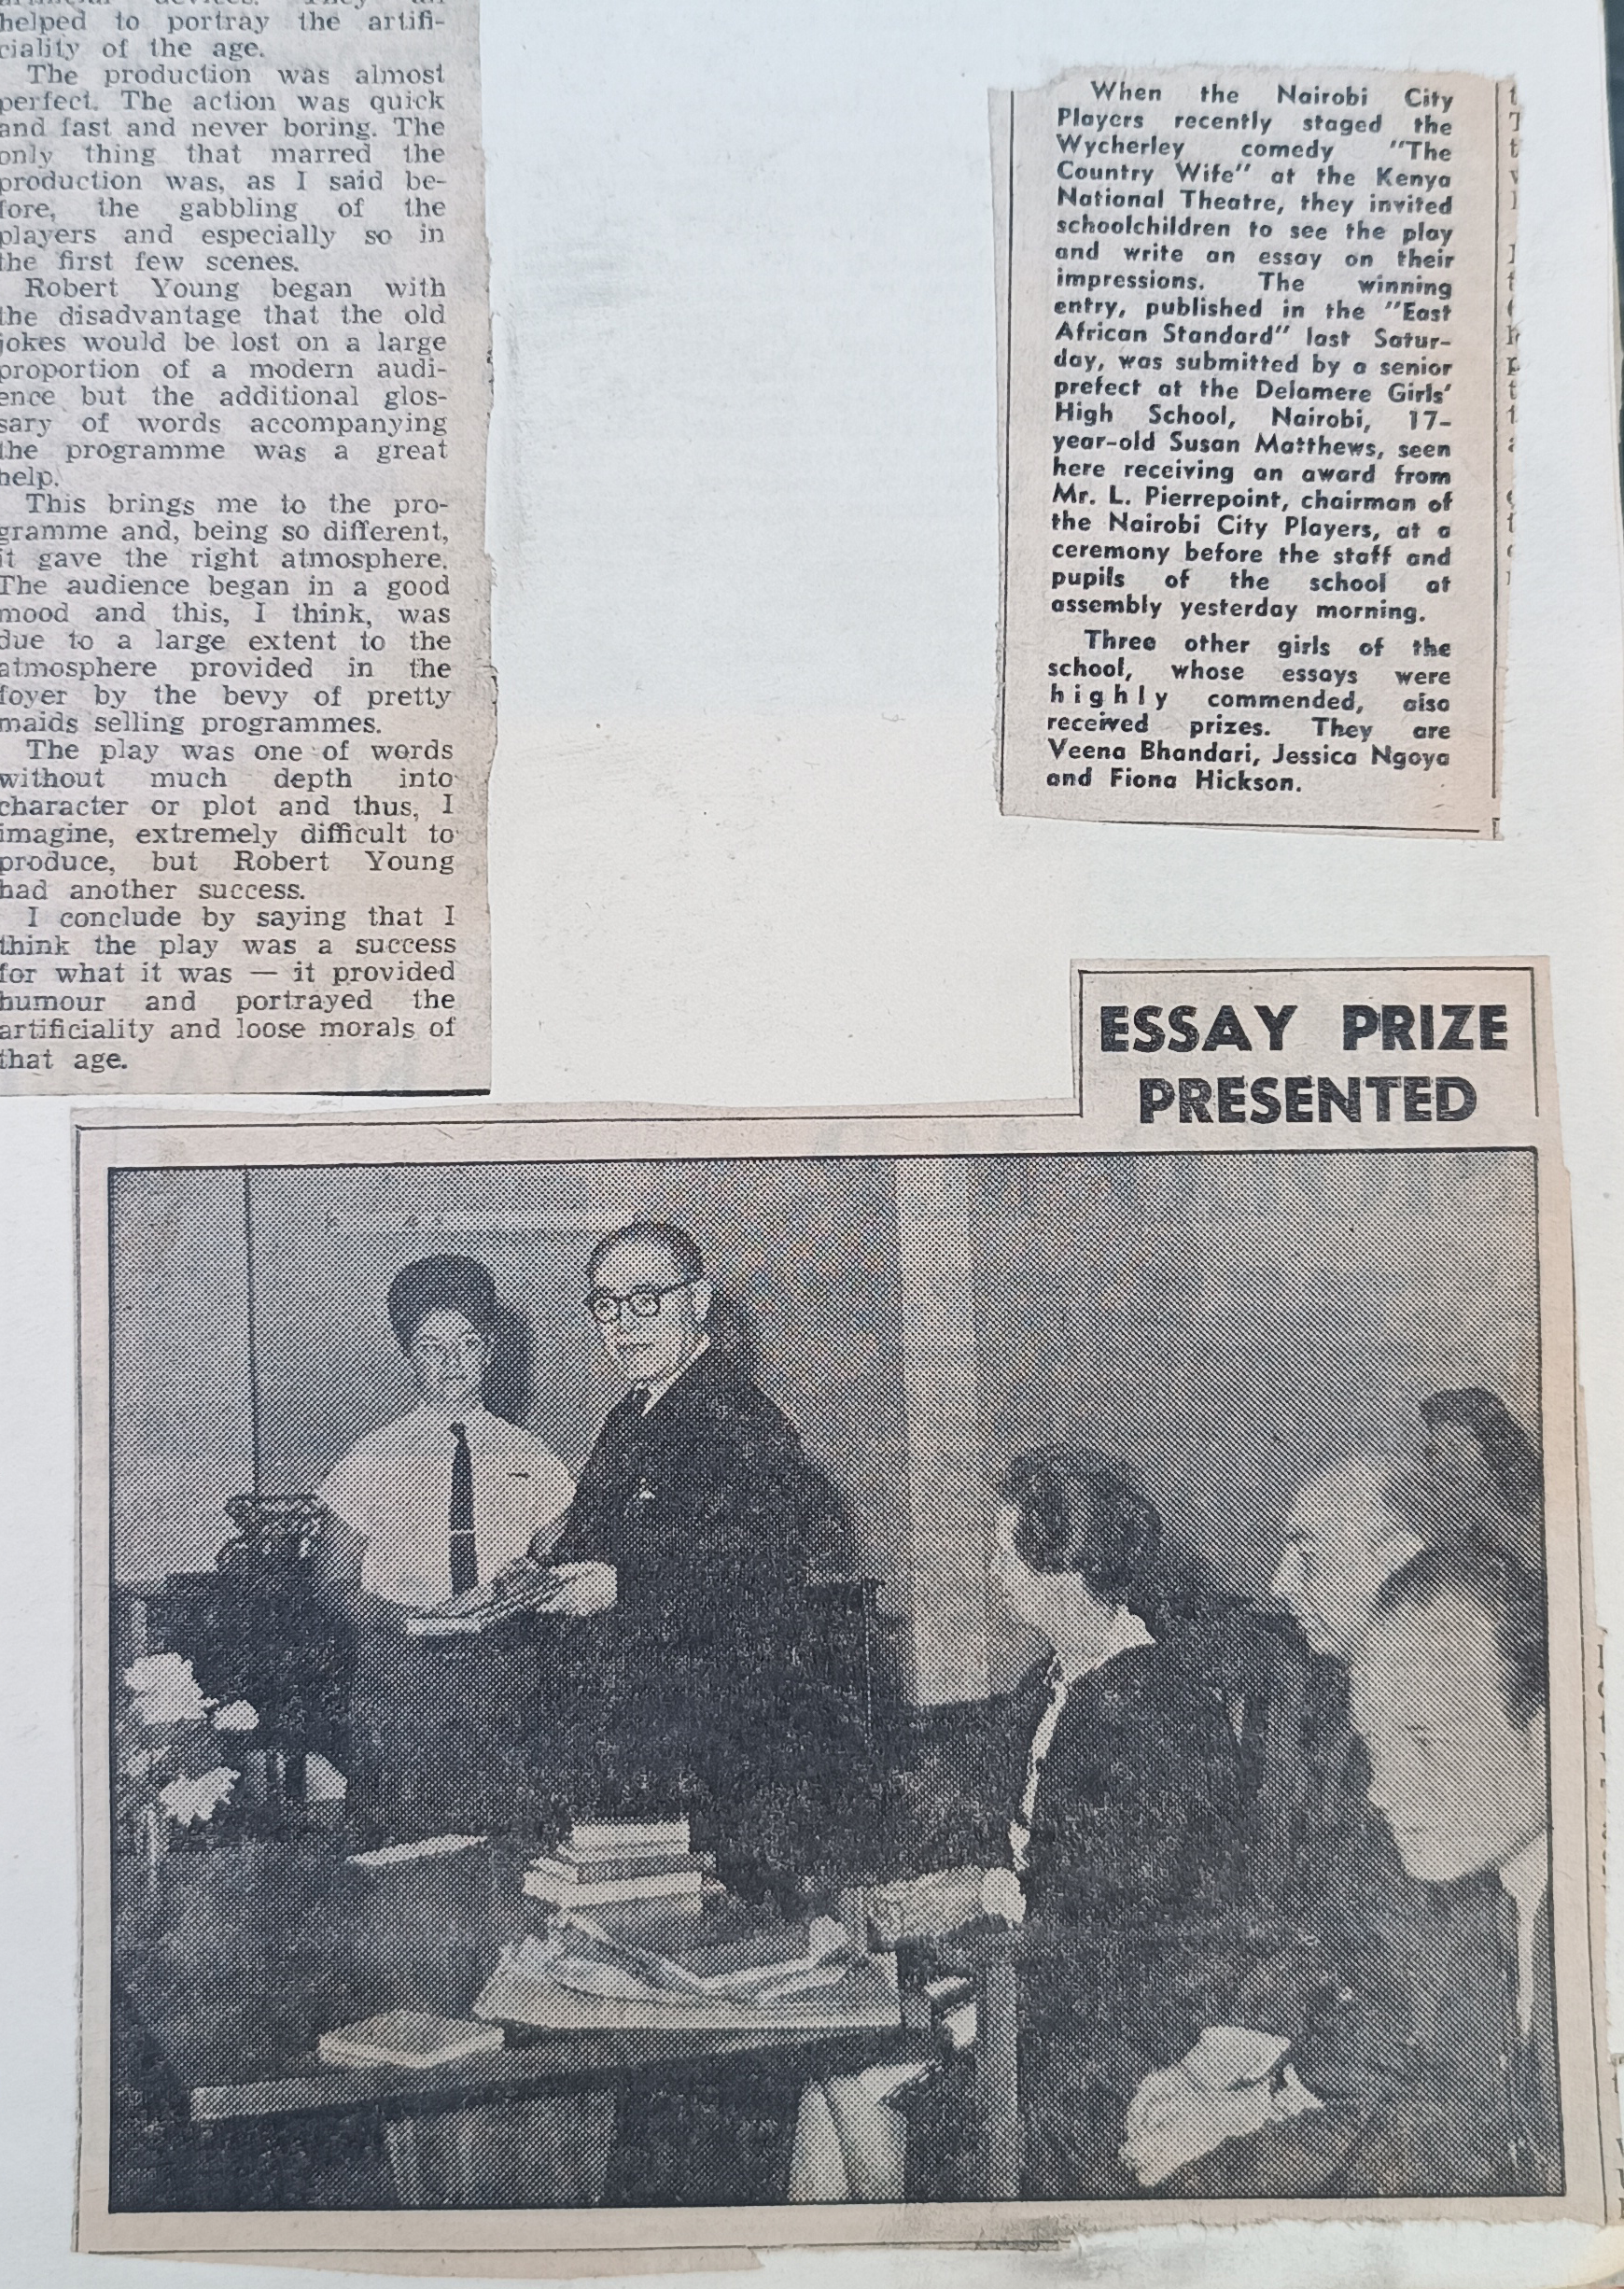 helped to portray the artifi-
ciality of the age.
The production was almost
perfect. The action was quick
and fast and never boring. The
only thing that marred the
production was, as I said be-
fore, the gabbling of the
players and especially so in
the first few scenes.
Robert Young began with
the disadvantage that the old
jokes would be lost on a large
proportion of a modern audi-
ence but the additional glos-
sary of words accompanying
the programme was a great
help.
This brings me to the pro-
gramme and, being so different,
it gave the right atmosphere.
The audience began in a good
mood and this, I think, was
due to a large extent to the
atmosphere provided in the
foyer by the bevy of pretty
maids selling programmes.
The play was one of words
without much depth into
character or plot and thus, I
imagine, extremely difficult to
produce, but Robert Young
had another success.
I conclude by saying that I
think the play was a success
for what it was — it provided
humour and portrayed the
artificiality and loose morals of
that age.
When the Nairobi City
Players recently staged the
Wycherley comedy "The
Country Wife" at the Kenya
National Theatre, they invited
schoolchildren to see the play
and write an essay on their
impressions. The winning
entry, published in the "East
African Standard" last Satur-
day, was submitted by a senior
prefect at the Delamere Girls'
High School, Nairobi, 17-
year-old Susan Matthews, seen
here receiving an award from
Mr. L. Pierrepoint, chairman of
the Nairobi City Players, at a
ceremony before the staff and
pupils of the school at
assembly yesterday morning.
Three other girls of the
school, whose essays were
highly commended, also
received prizes. They are
Veena Bhandari, Jessica Ngoya
and Fiona Hickson.
ESSAY PRIZE
PRESENTED